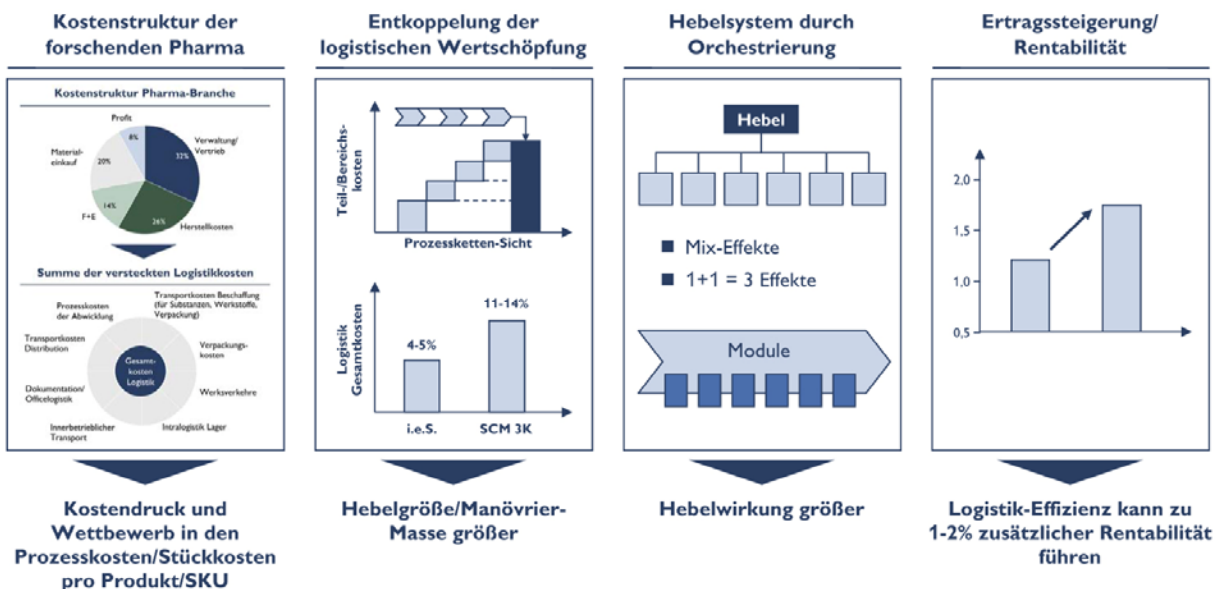 Kostenstruktur der
forschenden Pharma
Kostenstruktur Pharma-Branche
Profit
8%
Verwaltung/
Vertrieb
32%
Material-
einkauf
20%
F+E
14%
26%
Herstellkosten
Summe der versteckten Logistikkosten
Prozesskosten
der Abwicklung
Transportkosten Beschaffung
(für Substanzen, Werkstoffe,
Verpackung)
Transportkosten
Distribution
Verpackungs-
kosten
Gesamt-
kosten
Logistik
Dokumentation/
Officelogistik
Werksverkehre
Innerbetrieblicher
Transport
Intralogistik Lager
Kostendruck und
Wettbewerb in den
Prozesskosten/Stückkosten
pro Produkt/SKU
Entkoppelung der
logistischen Wertschöpfung
Teil-/Bereichs-
kosten
Prozessketten-Sicht
Logistik
Gesamtkosten
4-5%
11-14%
i.e.S.
SCM 3K
Hebelgröße/Manövrier-
Masse größer
Hebelsystem durch
Orchestrierung
Hebel
Mix-Effekte
1+1 = 3 Effekte
Module
Hebelwirkung größer
Ertragssteigerung/
Rentabilität
2,0
1,5
1,0
0,5
Logistik-Effizienz kann zu
1-2% zusätzlicher Rentabilität
führen